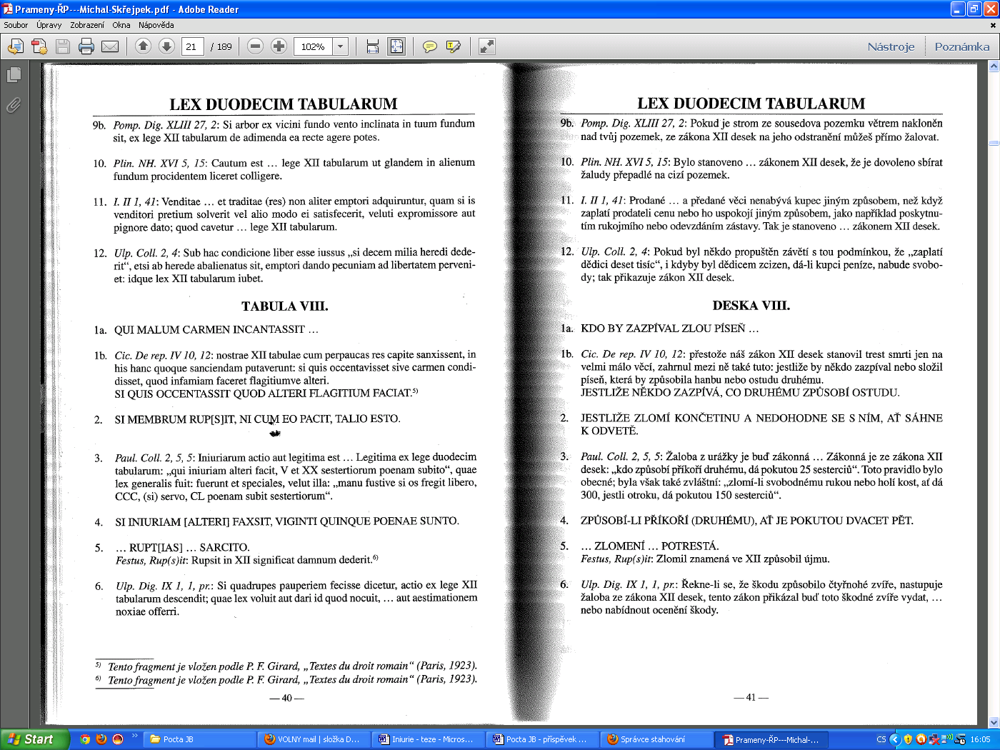 Prameny-ŘP---Michal-Skřejpek.pdf - Adobe Reader
Soubor Úpravy Zobrazení Okna Nápověda
21 / 189 102% Nástroje Poznámka
LEX DUODECIM TABULARUM
9b. Pomp. Dig. XLIII 27, 2: Si arbor ex vicini fundo vento inclinata in tuum fundum
sit, ex lege XII tabularum de adimenda ea recte agere potes.
10. Plin. NH. XVI 5, 15: Cautum est … lege XII tabularum ut glandem in alienum
fundum procidentem liceret colligere.
11. I. II 1, 41: Venditae … et traditae (res) non aliter emptori adquiruntur, quam si is
venditori pretium solverit vel alio modo ei satisfecerit, veluti expromissore aut
pignore dato; quod cavetur … lege XII tabularum.
12. Ulp. Coll. 2, 4: Sub hac condicione liber esse iussus „si decem milia heredi dede-
rit“, etsi ab herede abalienatus sit, emptori dando pecuniam ad libertatem perveni-
et: idque lex XII tabularum iubet.
TABULA VIII.
1a. QUI MALUM CARMEN INCANTASSIT …
1b. Cic. De rep. IV 10, 12: nostrae XII tabulae cum perpaucas res capite sanxissent, in
his hanc quoque sanciendam putaverunt: si quis occentavisset sive carmen condi-
disset, quod infamiam faceret flagitiumve alteri.
SI QUIS OCCENTASSIT QUOD ALTERI FLAGITIUM FACIAT.5)
2. SI MEMBRUM RUP[S]IT, NI CUM EO PACIT, TALIO ESTO.
3. Paul. Coll. 2, 5, 5: Iniuriarum actio aut legitima est … Legitima ex lege duodecim
tabularum: „qui iniuriam alteri facit, V et XX sestertiorum poenam subito“, quae
lex generalis fuit: fuerunt et speciales, velut illa: „manu fustive si os fregit libero,
CCC, (si) servo, CL poenam subit sestertiorum“.
4. SI INIURIAM [ALTERI] FAXSIT, VIGINTI QUINQUE POENAE SUNTO.
5. … RUPT[IAS] … SARCITO.
Festus, Rup(s)it: Rupsit in XII significat damnum dederit.6)
6. Ulp. Dig. IX 1, 1, pr.: Si quadrupes pauperiem fecisse dicetur, actio ex lege XII
tabularum descendit; quae lex voluit aut dari id quod nocuit, … aut aestimationem
noxiae offerri.
5) Tento fragment je vložen podle P. F. Girard, „Textes du droit romain“ (Paris, 1923).
6) Tento fragment je vložen podle P. F. Girard, „Textes du droit romain“ (Paris, 1923).
— 40 —
LEX DUODECIM TABULARUM
9b. Pomp. Dig. XLIII 27, 2: Pokud je strom ze sousedova pozemku větrem nakloněn
nad tvůj pozemek, ze zákona XII desek na jeho odstranění můžeš přímo žalovat.
10. Plin. NH. XVI 5, 15: Bylo stanoveno … zákonem XII desek, že je dovoleno sbírat
žaludy přepadlé na cizí pozemek.
11. I. II 1, 41: Prodané … a předané věci nenabývá kupec jiným způsobem, než když
zaplatí prodateli cenu nebo ho uspokojí jiným způsobem, jako například poskytnu-
tím rukojmího nebo odevzdáním zástavy. Tak je stanoveno … zákonem XII desek.
12. Ulp. Coll. 2, 4: Pokud byl někdo propuštěn závětí s tou podmínkou, že „zaplatí
dědici deset tisíc“, i kdyby byl dědicem zcizen, dá-li kupci peníze, nabude svobo-
dy; tak přikazuje zákon XII desek.
DESKA VIII.
1a. KDO BY ZAZPÍVAL ZLOU PÍSEŇ …
1b. Cic. De rep. IV 10, 12: přestože náš zákon XII desek stanovil trest smrti jen na
velmi málo věcí, zahrnul mezi ně také tuto: jestliže by někdo zazpíval nebo složil
píseň, která by způsobila hanbu nebo ostudu druhému.
JESTLIŽE NĚKDO ZAZPÍVÁ, CO DRUHÉMU ZPŮSOBÍ OSTUDU.
2. JESTLIŽE ZLOMÍ KONČETINU A NEDOHODNE SE S NÍM, AŤ SÁHNE
K ODVETĚ.
3. Paul. Coll. 2, 5, 5: Žaloba z urážky je buď zákonná … Zákonná je ze zákona XII
desek: „kdo způsobí příkoří druhému, dá pokutou 25 sesterciů“. Toto pravidlo bylo
obecné; byla však také zvláštní: „zlomí-li svobodnému rukou nebo holí kost, ať dá
300, jestli otroku, dá pokutou 150 sesterciů“.
4. ZPŮSOBÍ-LI PŘÍKOŘÍ (DRUHÉMU), AŤ JE POKUTOU DVACET PĚT.
5. … ZLOMENÍ … POTRESTÁ.
Festus, Rup(s)it: Zlomil znamená ve XII způsobil újmu.
6. Ulp. Dig. IX 1, 1, pr.: Řekne-li se, že škodu způsobilo čtyřnohé zvíře, nastupuje
žaloba ze zákona XII desek, tento zákon přikázal buď toto škodné zvíře vydat, …
nebo nabídnout ocenění škody.
— 41 —
Start Pocta JB VOLNY mail | složka D... Iniurie - teze - Micros... Pocta JB - příspěvek ... Správce stahování Prameny-ŘP---Michal-... CS 16:05